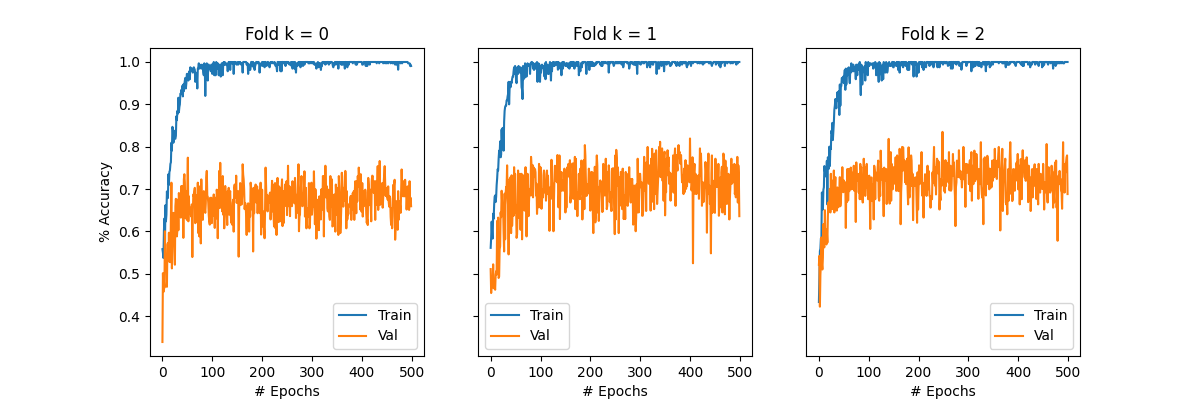 Fold k = 0
Fold k = 1
Fold k = 2
% Accuracy
1.0
0.9
0.8
0.7
0.6
0.5
0.4
Train
Val
Train
Val
Train
Val
0 100 200 300 400 500
0 100 200 300 400 500
0 100 200 300 400 500
# Epochs
# Epochs
# Epochs